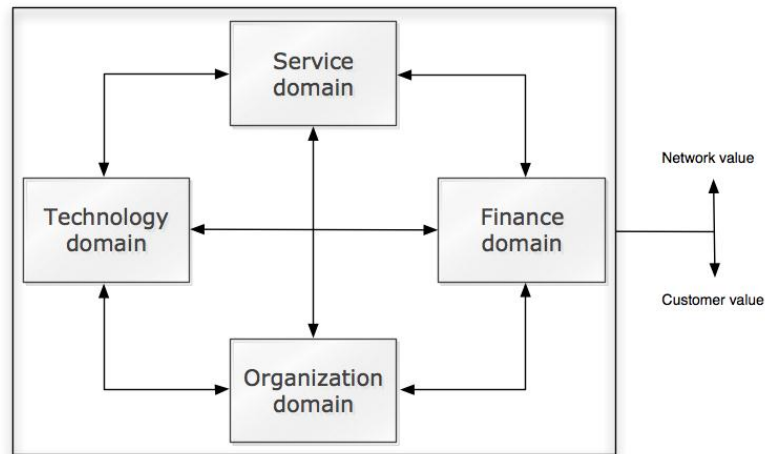 Service
domain
Technology
domain
Finance
domain
Organization
domain
Network value
Customer value